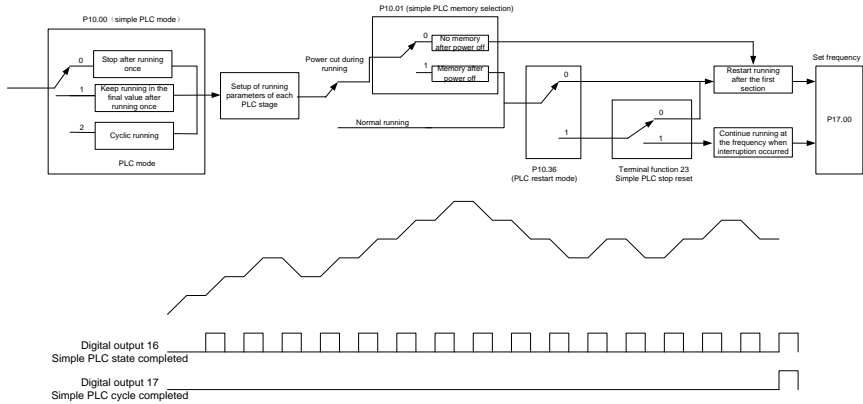 P10.00（simple PLC mode)
0
Stop after running
once
1
Keep running in the
final value after
running once
2
Cyclic running
PLC mode
Setup of running
parameters of each
PLC stage
Power cut during
running
P10.01 (simple PLC memory selection)
0
No memory
after power off
1
Memory after
power off
Normal running
0
1
P10.36
(PLC restart mode)
0
1
Terminal function 23
Simple PLC stop reset
Restart running
after the first
section
Continue running at
the frequency when
interruption occurred
Set frequency
P17.00
Digital output 16
Simple PLC state completed
Digital output 17
Simple PLC cycle completed